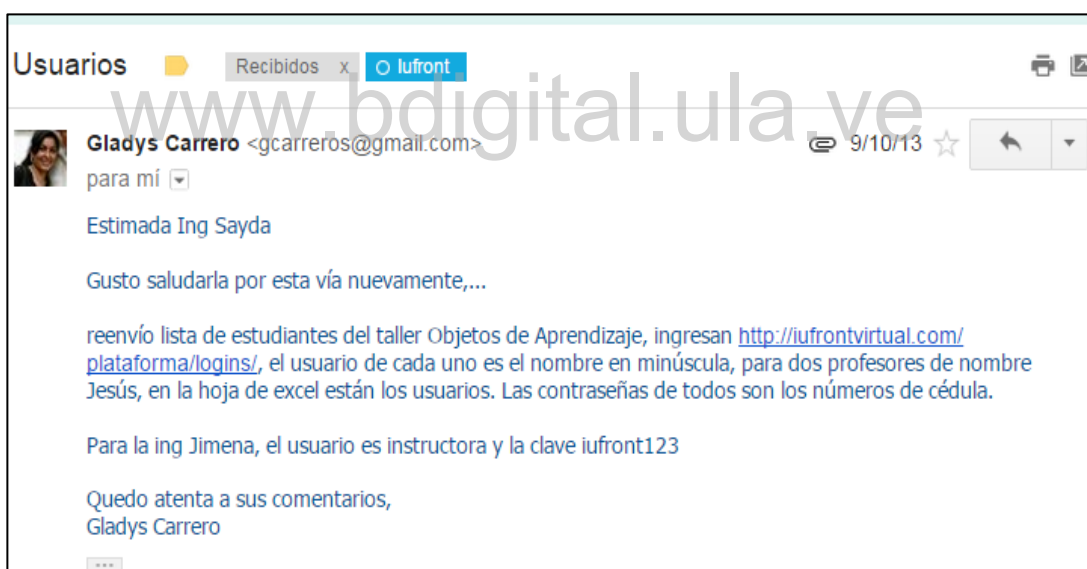 Usuarios Recibidos x lufront
www.bdigital.ula.ve
Gladys Carrero <gcarreros@gmail.com> 9/10/13
para mí
Estimada Ing Sayda
Gusto saludarla por esta vía nuevamente,...
reenvío lista de estudiantes del taller Objetos de Aprendizaje, ingresan http://iufrontvirtual.com/
plataforma/logins/, el usuario de cada uno es el nombre en minúscula, para dos profesores de nombre
Jesús, en la hoja de excel están los usuarios. Las contraseñas de todos son los números de cédula.
Para la ing Jimena, el usuario es instructora y la clave iufront123
Quedo atenta a sus comentarios,
Gladys Carrero